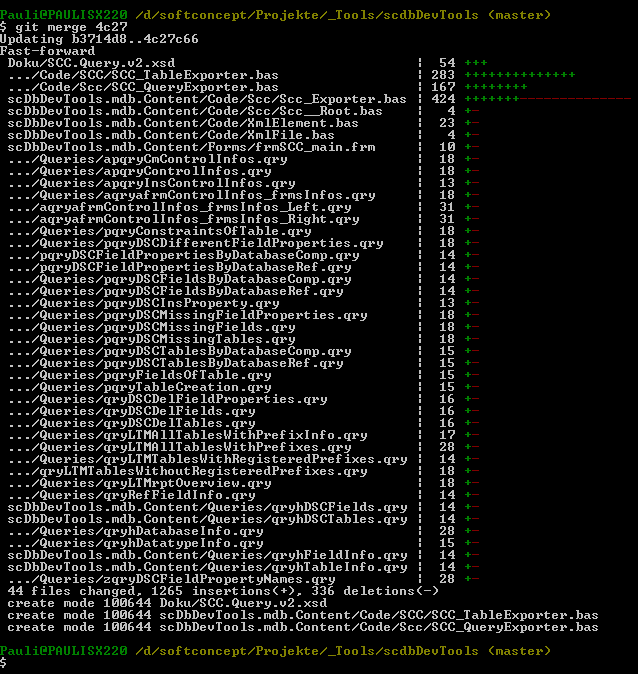 Pauli@PAULISX220 /d/softconcept/Projekte/_Tools/scdbDevTools (master)
$ git merge 4c27
Updating b3714d8..4c27c66
Fast-forward
 Doku/SCC.Query.v2.xsd                              |  54 +++
 .../Code/SCC/SCC_TableExporter.bas                 | 283 ++++++++++++++
 .../Code/Scc/SCC_QueryExporter.bas                 | 167 ++++++++
 scDbDevTools.mdb.Content/Code/Scc/Scc_Exporter.bas | 424 +++++++--------------
 scDbDevTools.mdb.Content/Code/Scc/Scc__Root.bas    |   4 +-
 scDbDevTools.mdb.Content/Code/XmlElement.bas       |  23 +-
 scDbDevTools.mdb.Content/Code/XmlFile.bas          |   4 +-
 scDbDevTools.mdb.Content/Forms/frmSCC_main.frm     |  10 +-
 .../Queries/apqryCmControlInfos.qry                |  18 +-
 .../Queries/apqryControlInfos.qry                  |  18 +-
 .../Queries/apqryInsControlInfos.qry               |  13 +-
 .../Queries/aqryafrmControlInfos_frmsInfos.qry     |  18 +-
 .../aqryafrmControlInfos_frmsInfos_Left.qry        |  31 +-
 .../aqryafrmControlInfos_frmsInfos_Right.qry       |  31 +-
 .../Queries/pqryConstraintsOfTable.qry             |  18 +-
 .../Queries/pqryDSCDifferentFieldProperties.qry    |  18 +-
 .../pqryDSCFieldPropertiesByDatabaseComp.qry       |  14 +-
 .../pqryDSCFieldPropertiesByDatabaseRef.qry        |  14 +-
 .../Queries/pqryDSCFieldsByDatabaseComp.qry        |  14 +-
 .../Queries/pqryDSCFieldsByDatabaseRef.qry         |  14 +-
 .../Queries/pqryDSCInsProperty.qry                 |  13 +-
 .../Queries/pqryDSCMissingFieldProperties.qry      |  18 +-
 .../Queries/pqryDSCMissingFields.qry               |  18 +-
 .../Queries/pqryDSCMissingTables.qry               |  18 +-
 .../Queries/pqryDSCTablesByDatabaseComp.qry        |  15 +-
 .../Queries/pqryDSCTablesByDatabaseRef.qry         |  15 +-
 .../Queries/pqryFieldsOfTable.qry                  |  15 +-
 .../Queries/pqryTableCreation.qry                  |  15 +-
 .../Queries/qryDSCDelFieldProperties.qry           |  16 +-
 .../Queries/qryDSCDelFields.qry                    |  16 +-
 .../Queries/qryDSCDelTables.qry                    |  16 +-
 .../Queries/qryLTMAllTablesWithPrefixInfo.qry      |  17 +-
 .../Queries/qryLTMAllTablesWithPrefixes.qry        |  28 +-
 .../Queries/qryLTMTablesWithRegisteredPrefixes.qry |  14 +-
 .../qryLTMTablesWithoutRegisteredPrefixes.qry      |  18 +-
 .../Queries/qryLTMrptOverview.qry                  |  18 +-
 .../Queries/qryRefFieldInfo.qry                    |  14 +-
 scDbDevTools.mdb.Content/Queries/qryhDSCFields.qry |  14 +-
 scDbDevTools.mdb.Content/Queries/qryhDSCTables.qry |  14 +-
 .../Queries/qryhDatabaseInfo.qry                   |  28 +-
 .../Queries/qryhDatatypeInfo.qry                   |  15 +-
 scDbDevTools.mdb.Content/Queries/qryhFieldInfo.qry |  14 +-
 scDbDevTools.mdb.Content/Queries/qryhTableInfo.qry |  14 +-
 .../Queries/zqryDSCFieldPropertyNames.qry          |  28 +-
 44 files changed, 1265 insertions(+), 336 deletions(-)
 create mode 100644 Doku/SCC.Query.v2.xsd
 create mode 100644 scDbDevTools.mdb.Content/Code/SCC/SCC_TableExporter.bas
 create mode 100644 scDbDevTools.mdb.Content/Code/Scc/SCC_QueryExporter.bas
Pauli@PAULISX220 /d/softconcept/Projekte/_Tools/scdbDevTools (master)
$